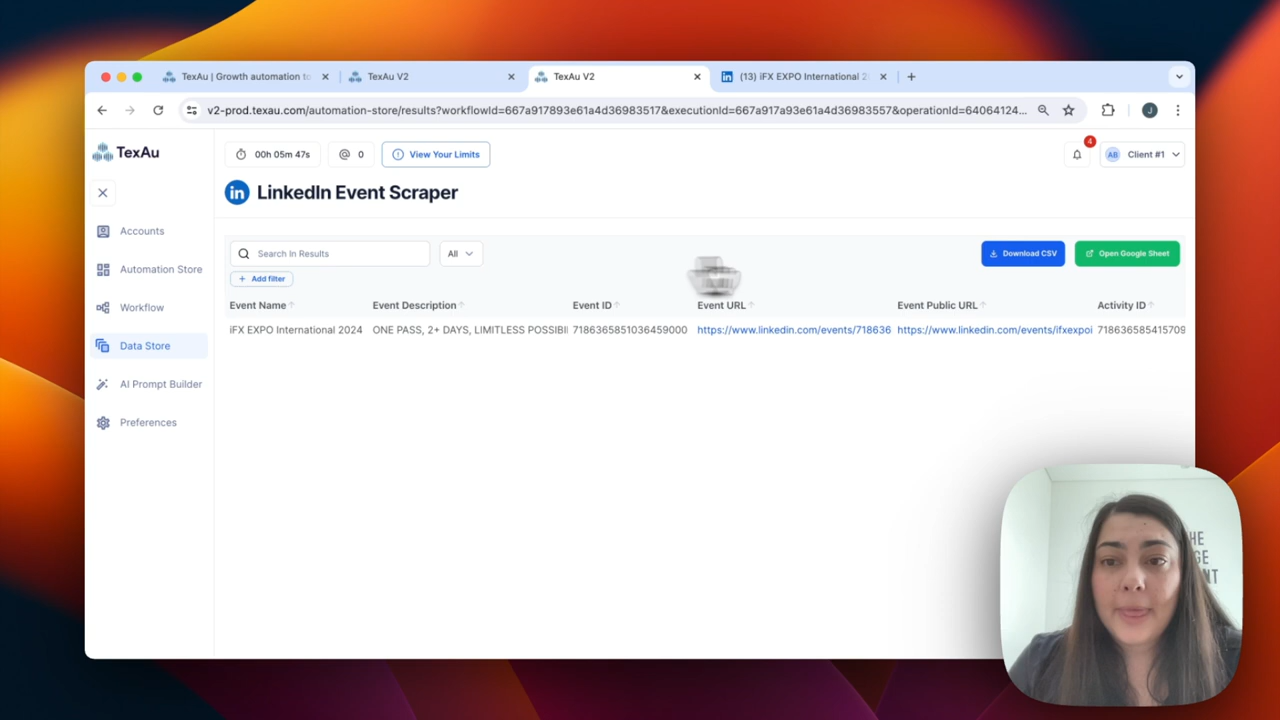 TexAu | Growth automation to
TexAu V2
TexAu V2
(13) iFX EXPO International 2
v2-prod.texau.com/automation-store/results?workflowId=667a917893e61a4d36983517&executionId=667a917a93e61a4d36983557&operationId=64064124...
J
TexAu
00h 05m 47s
0
View Your Limits
4
AB
Client #1
LinkedIn Event Scraper
Accounts
Automation Store
Workflow
Data Store
AI Prompt Builder
Preferences
Search In Results
All
Download CSV
Open Google Sheet
+ Add filter
Event Name
Event Description
Event ID
Event URL
Event Public URL
Activity ID
iFX EXPO International 2024
ONE PASS, 2+ DAYS, LIMITLESS POSSIBI
7186365851036459000
https://www.linkedin.com/events/718636
https://www.linkedin.com/events/ifxexpoi
718636585415709